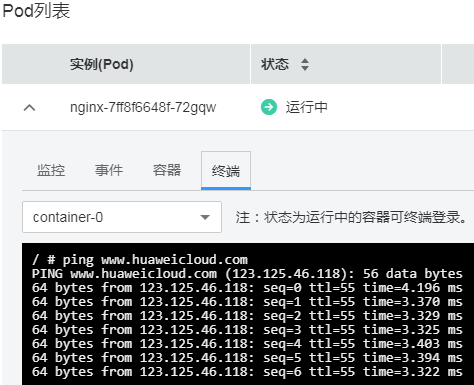 Pod列表
实例(Pod) 状态
nginx-7ff8f6648f-72gqw 运行中
监控 事件 容器 终端
container-0 注：状态为运行中的容器可终端登录。
/ # ping www.huaweicloud.com
PING www.huaweicloud.com (123.125.46.118): 56 data bytes
64 bytes from 123.125.46.118: seq=0 ttl=55 time=4.196 ms
64 bytes from 123.125.46.118: seq=1 ttl=55 time=3.370 ms
64 bytes from 123.125.46.118: seq=2 ttl=55 time=3.329 ms
64 bytes from 123.125.46.118: seq=3 ttl=55 time=3.325 ms
64 bytes from 123.125.46.118: seq=4 ttl=55 time=3.403 ms
64 bytes from 123.125.46.118: seq=5 ttl=55 time=3.394 ms
64 bytes from 123.125.46.118: seq=6 ttl=55 time=3.322 ms